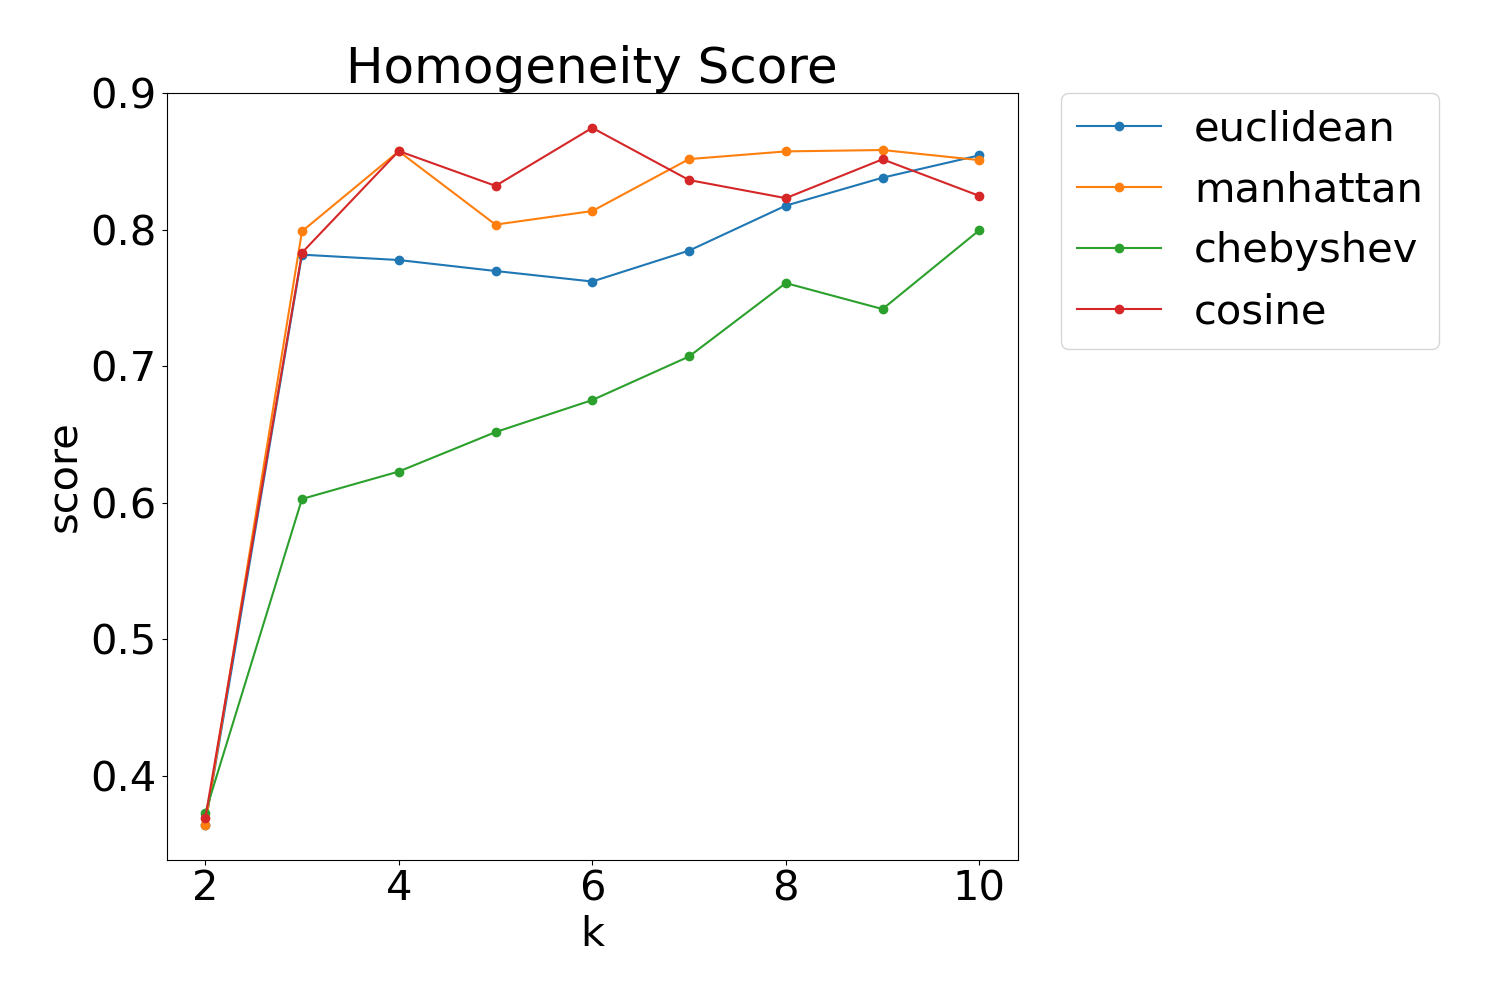 Homogeneity Score
0.9
0.8
0.7
0.6
0.5
0.4
score
2 4 6 8 10
k
euclidean
manhattan
chebyshev
cosine